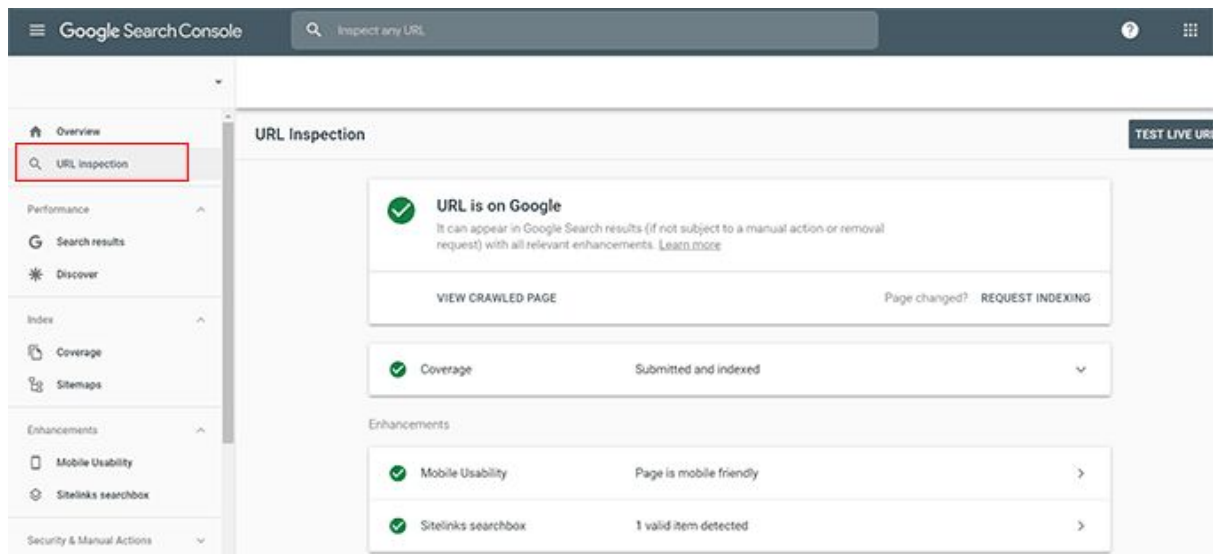 Google Search Console
Inspect any URL
Overview
URL inspection
Performance
Search results
Discover
Index
Coverage
Sitemaps
Enhancements
Mobile Usability
Sitelinks searchbox
Security & Manual Actions
URL Inspection
TEST LIVE URL
URL is on Google
It can appear in Google Search results (if not subject to a manual action or removal
request) with all relevant enhancements. Learn more
VIEW CRAWLED PAGE
Page changed? REQUEST INDEXING
Coverage Submitted and indexed
Enhancements
Mobile Usability Page is mobile friendly
Sitelinks searchbox 1 valid item detected